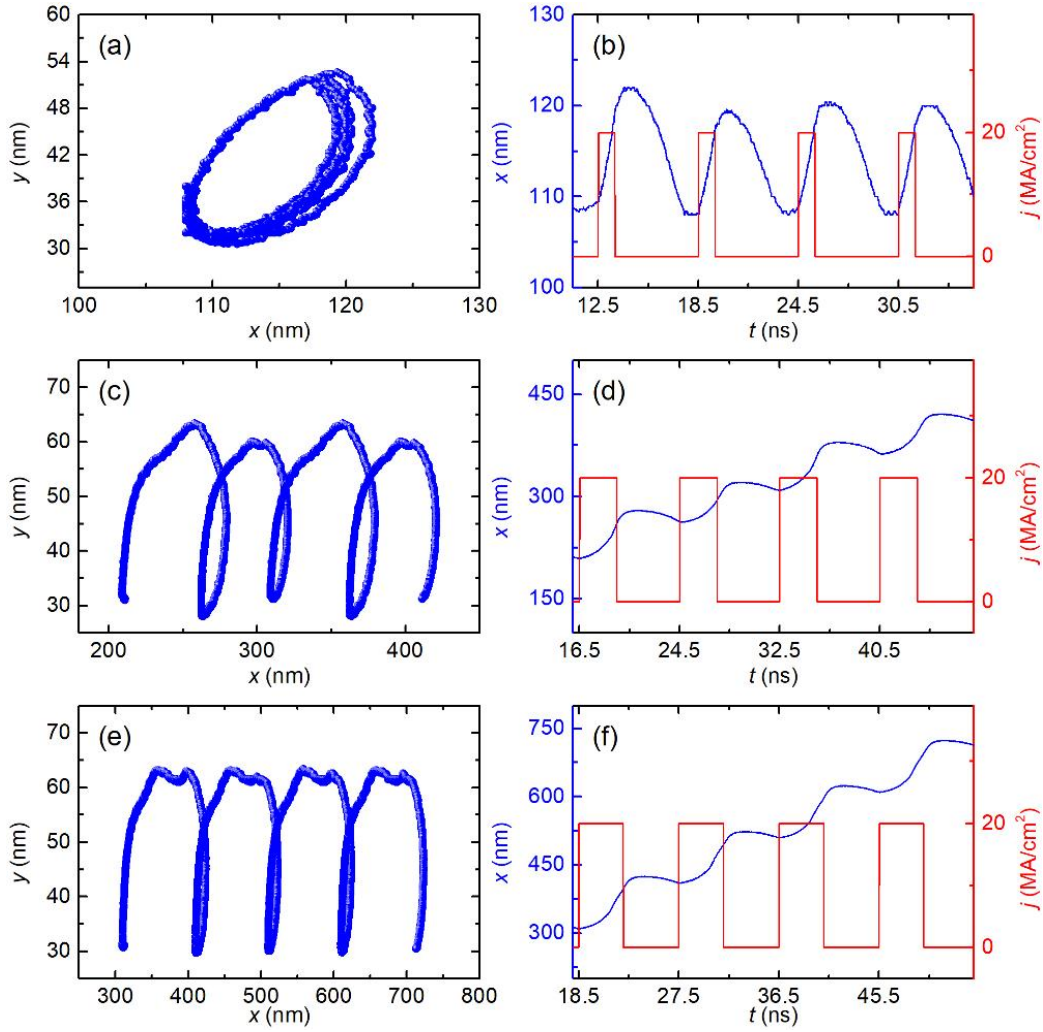 (a)
60
54
48
42
36
30
y (nm)
100
110
120
130
x (nm)
(b)
130
120
110
100
x (nm)
20
0
j (MA/cm²)
12.5
18.5
24.5
30.5
t (ns)
(c)
70
60
50
40
30
y (nm)
200
300
400
x (nm)
(d)
450
300
150
x (nm)
20
0
j (MA/cm²)
16.5
24.5
32.5
40.5
t (ns)
(e)
70
60
50
40
30
y (nm)
300
400
500
600
700
800
x (nm)
(f)
750
600
450
300
x (nm)
20
0
j (MA/cm²)
18.5
27.5
36.5
45.5
t (ns)